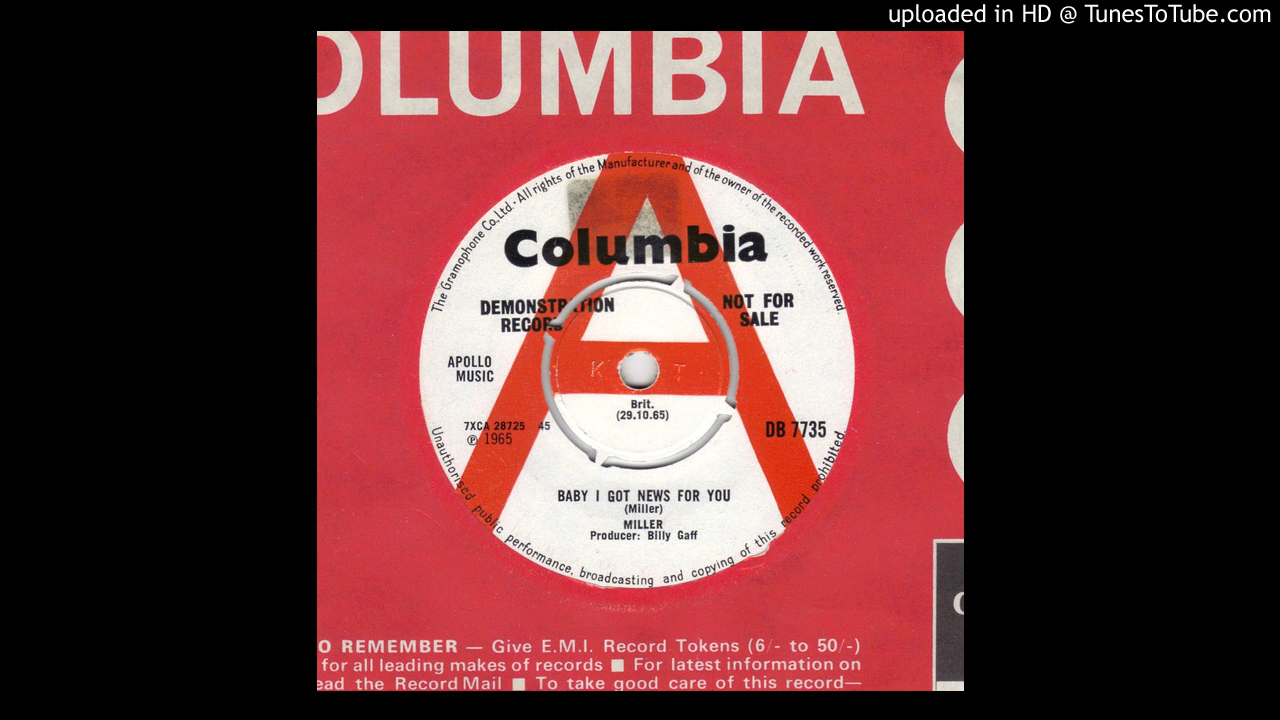 uploaded in HD @ TunesToTube.com
OLUMBIA
The Gramophone Co. Ltd. · All rights of the Manufacturer and of the owner of the recorded work reserved.
Columbia
DEMONSTRATION
RECORD
NOT FOR
SALE
APOLLO
MUSIC
K T
Brit.
(29.10.65)
7XCA 28725 45
℗ 1965
DB 7735
BABY I GOT NEWS FOR YOU
(Miller)
MILLER
Producer: Billy Gaff
Unauthorised public performance, broadcasting and copying of this record prohibited.
O REMEMBER — Give E.M.I. Record Tokens (6/- to 50/-)
for all leading makes of records ■ For latest information on
ead the Record Mail ■ To take good care of this record—